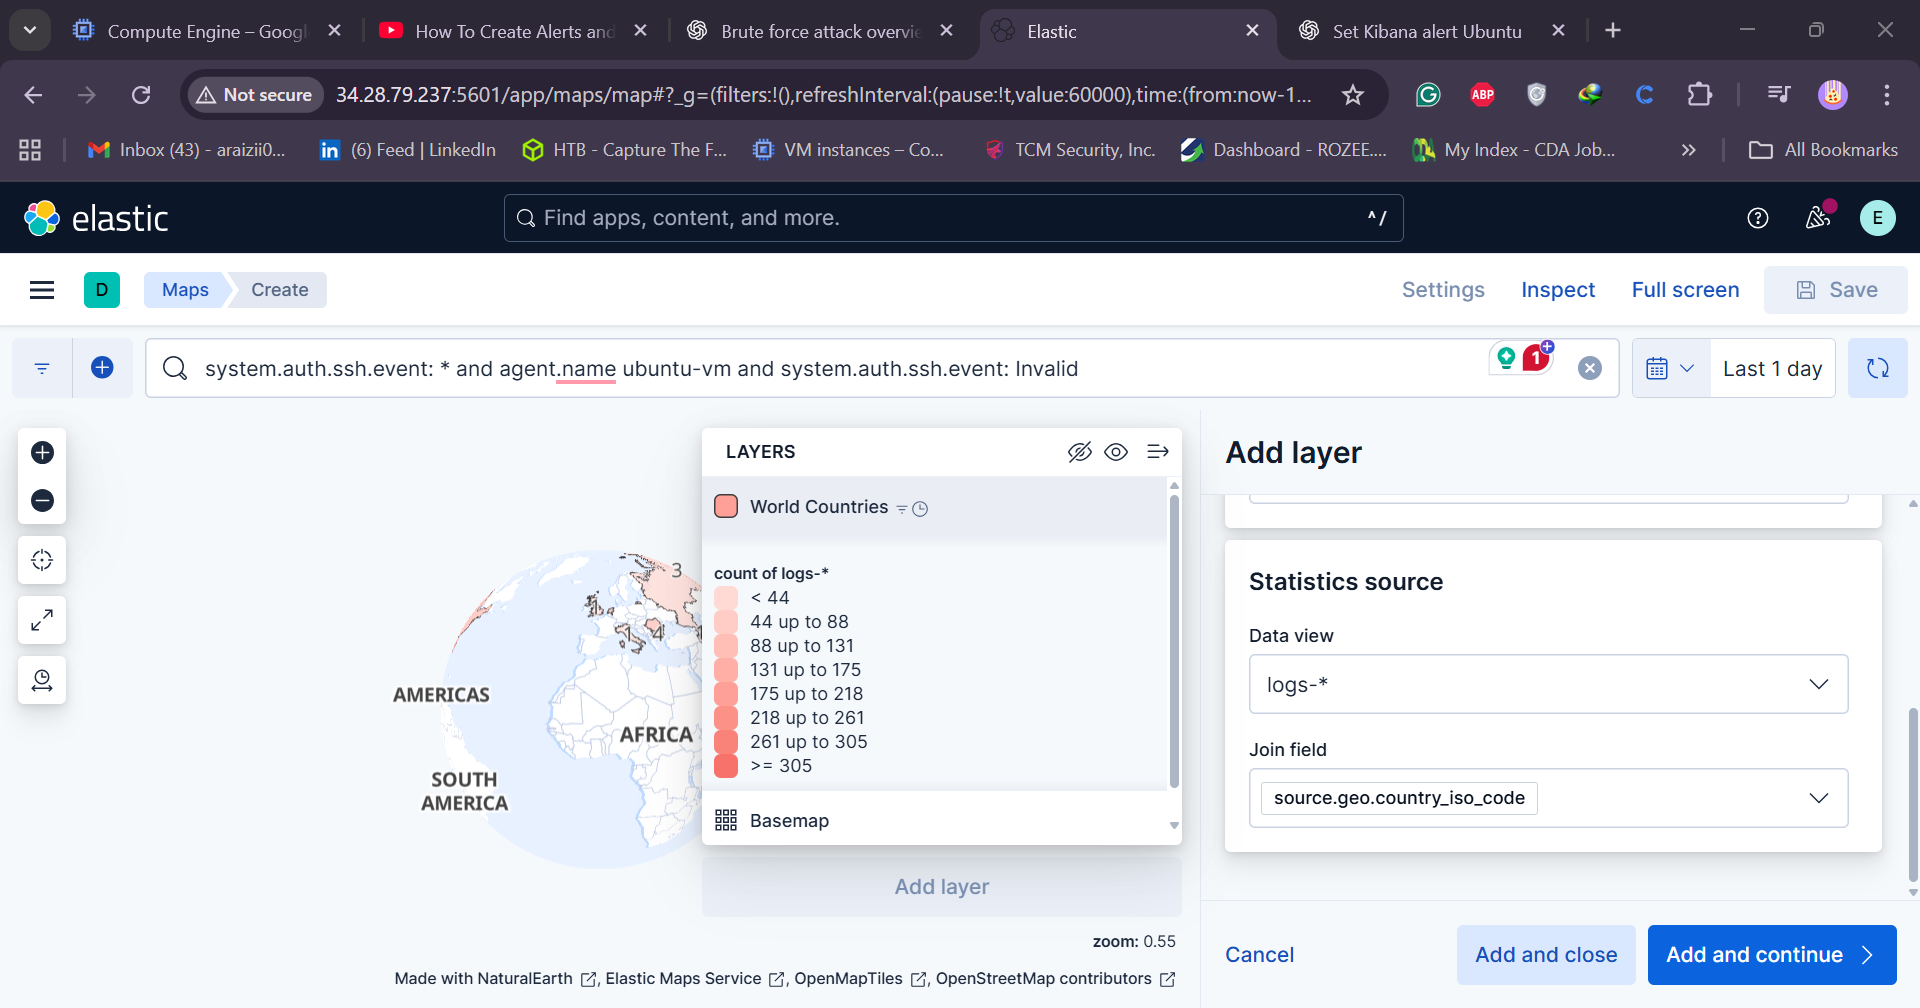 Compute Engine – Googl
How To Create Alerts and
Brute force attack overvie
Elastic
Set Kibana alert Ubuntu
Not secure
34.28.79.237:5601/app/maps/map#?_g=(filters:!(),refreshInterval:(pause:!t,value:60000),time:(from:now-1...
ABP
C
Inbox (43) - araizii0...
in (6) Feed | LinkedIn
HTB - Capture The F...
VM instances – Co...
TCM Security, Inc.
Dashboard - ROZEE....
My Index - CDA Job...
»
All Bookmarks
elastic
Find apps, content, and more.
^/
E
D
Maps
Create
Settings
Inspect
Full screen
Save
system.auth.ssh.event: * and agent.name ubuntu-vm and system.auth.ssh.event: Invalid
1
Last 1 day
LAYERS
World Countries
count of logs-*
< 44
44 up to 88
88 up to 131
131 up to 175
175 up to 218
218 up to 261
261 up to 305
>= 305
Basemap
Add layer
3
4
AMERICAS
AFRICA
SOUTH
AMERICA
zoom: 0.55
Made with NaturalEarth , Elastic Maps Service , OpenMapTiles , OpenStreetMap contributors
Add layer
Statistics source
Data view
logs-*
Join field
source.geo.country_iso_code
Cancel
Add and close
Add and continue